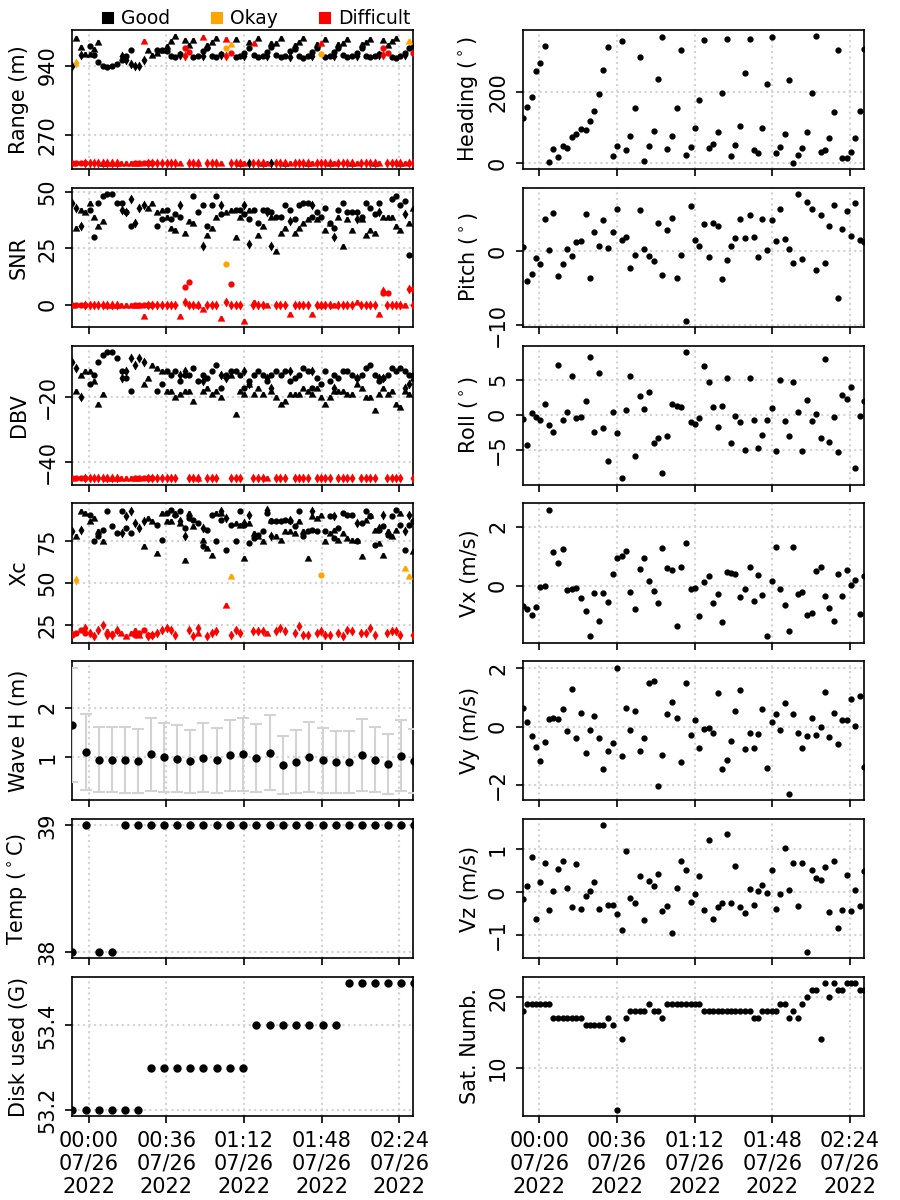 Good Okay Difficult
Range (m)
940
270
Heading (°)
200
0
SNR
50
25
0
Pitch (°)
0
−10
DBV
−20
−40
Roll (°)
5
0
−5
Xc
75
50
25
Vx (m/s)
2
0
Wave H (m)
2
1
Vy (m/s)
2
0
−2
Temp (°C)
39
38
Vz (m/s)
1
0
−1
Disk used (G)
53.4
53.2
Sat. Numb.
20
10
00:00 00:36 01:12 01:48 02:24
07/26 07/26 07/26 07/26 07/26
2022 2022 2022 2022 2022
00:00 00:36 01:12 01:48 02:24
07/26 07/26 07/26 07/26 07/26
2022 2022 2022 2022 2022